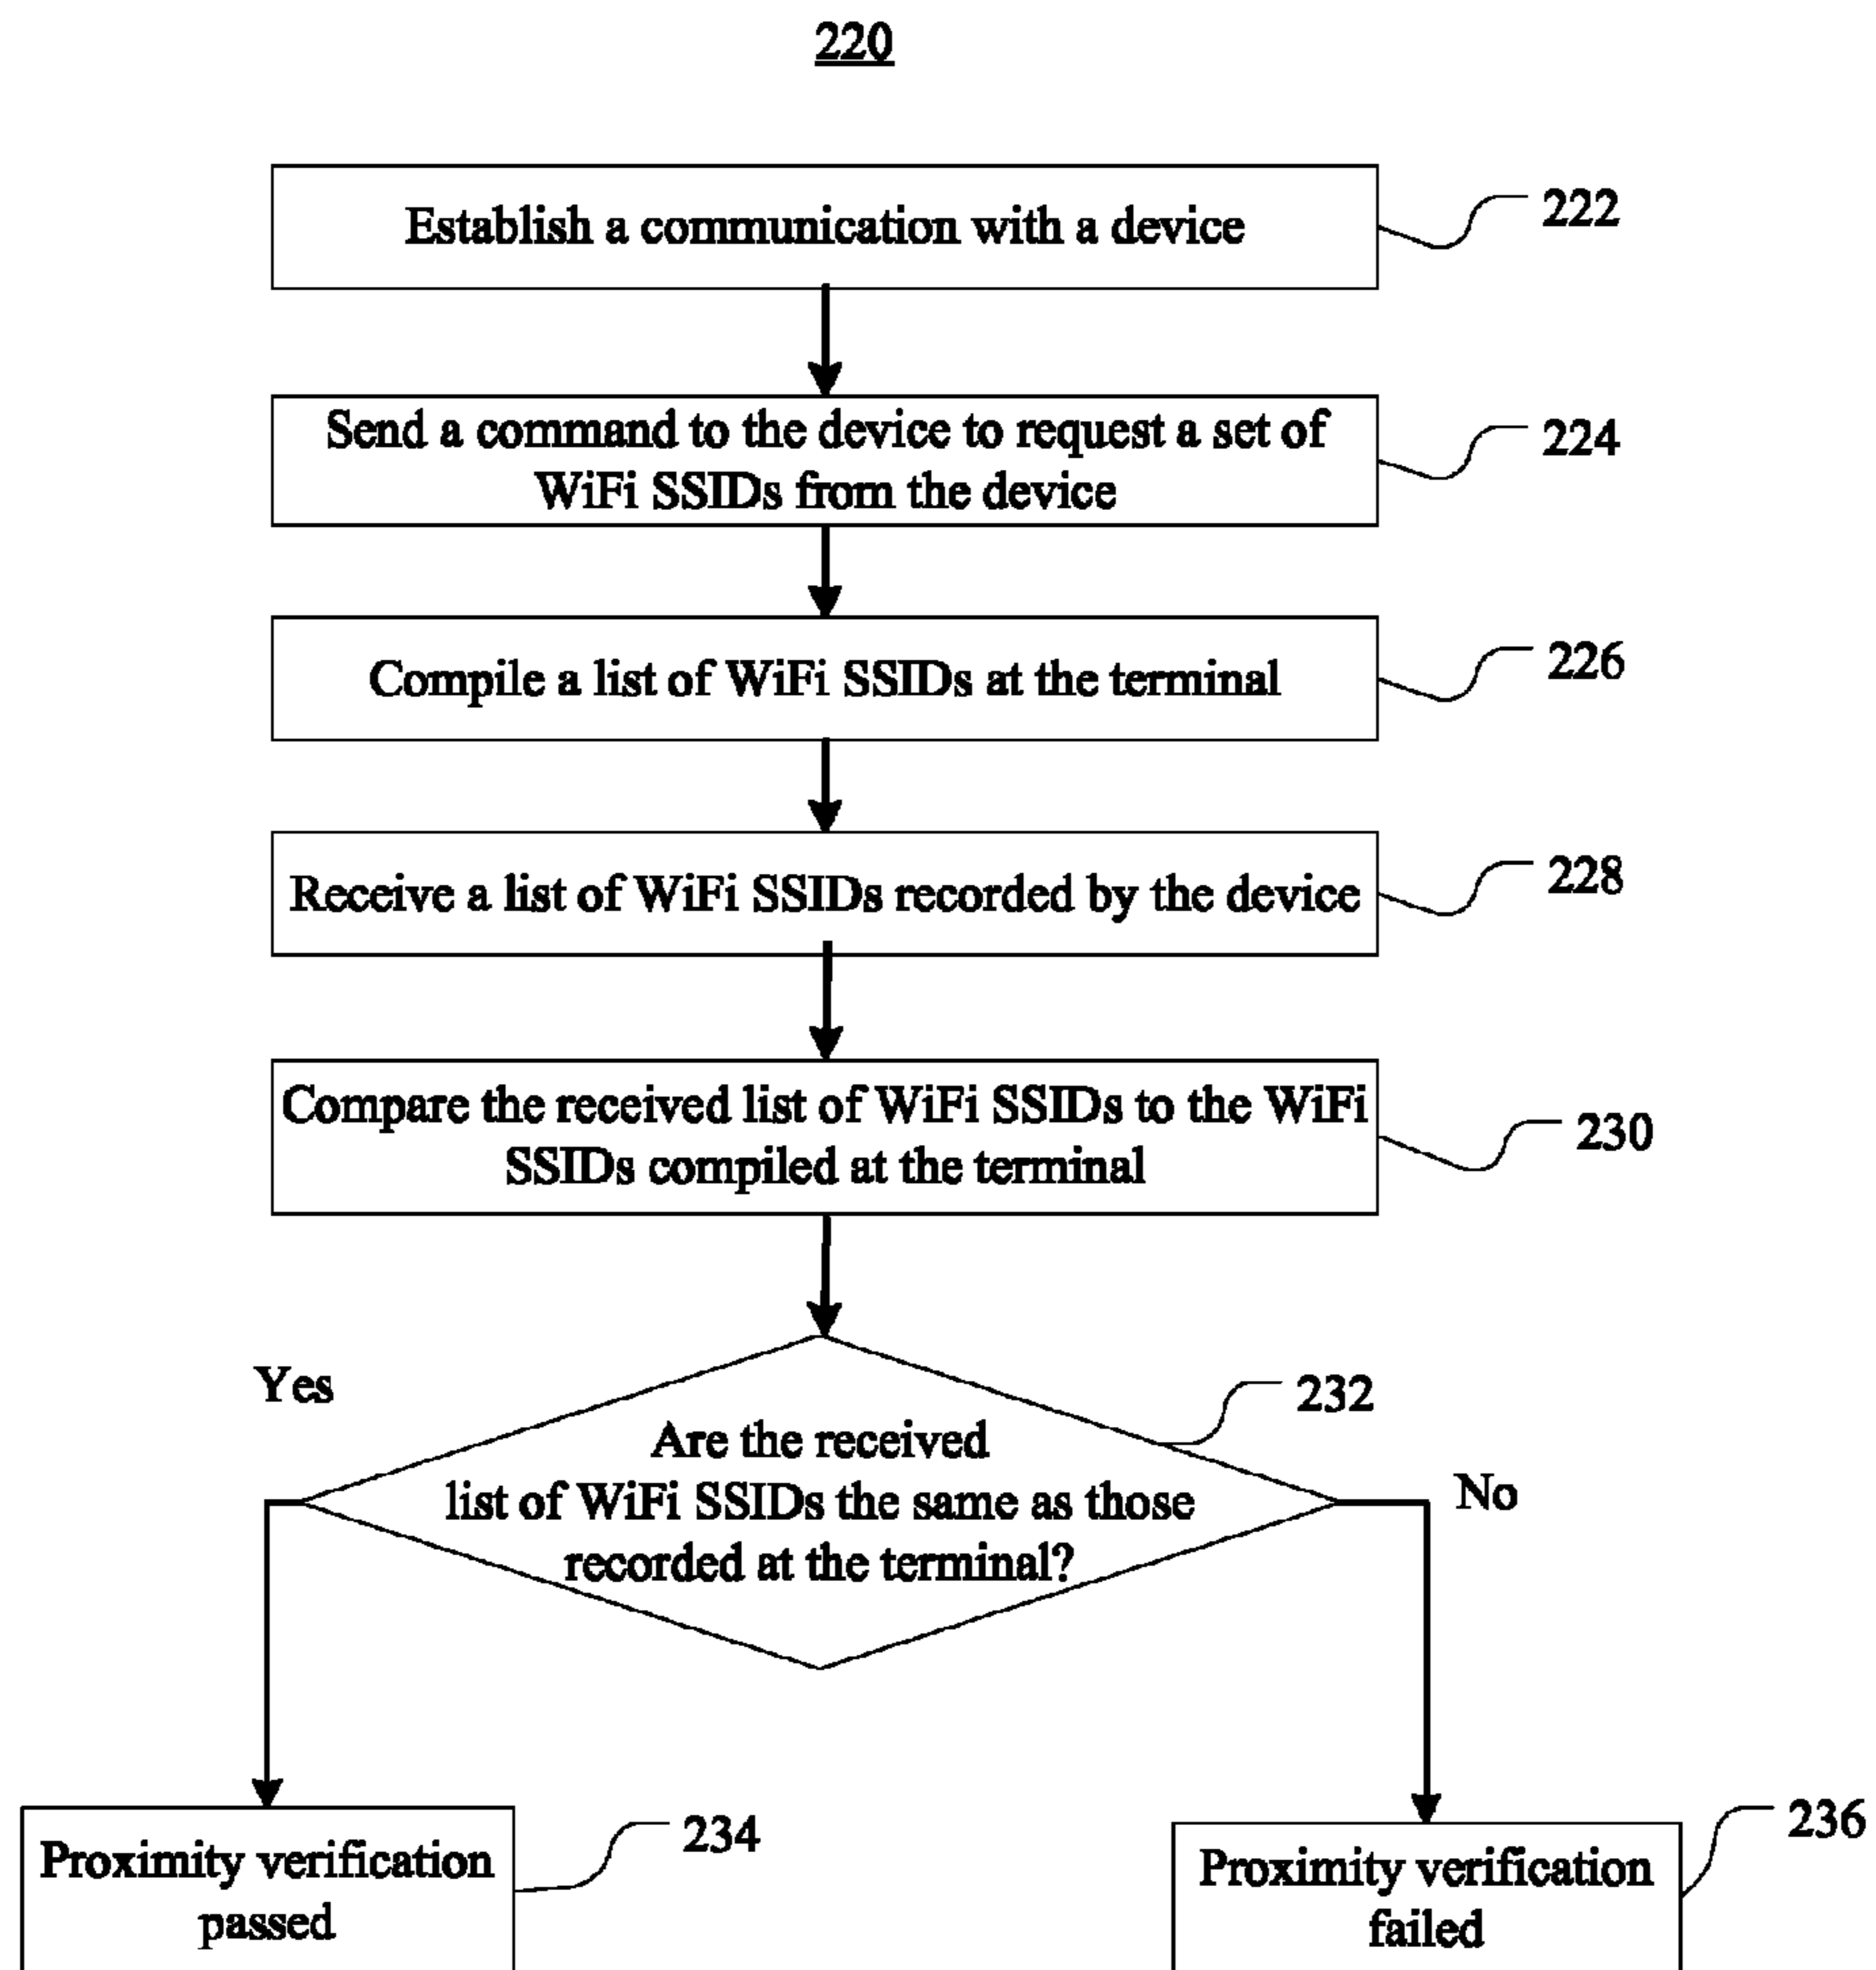 220
Establish a communication with a device
222
Send a command to the device to request a set of
WiFi SSIDs from the device
224
Compile a list of WiFi SSIDs at the terminal
226
Receive a list of WiFi SSIDs recorded by the device
228
Compare the received list of WiFi SSIDs to the WiFi
SSIDs compiled at the terminal
230
Yes
232
Are the received
list of WiFi SSIDs the same as those
recorded at the terminal?
No
Proximity verification
passed
234
Proximity verification
failed
236